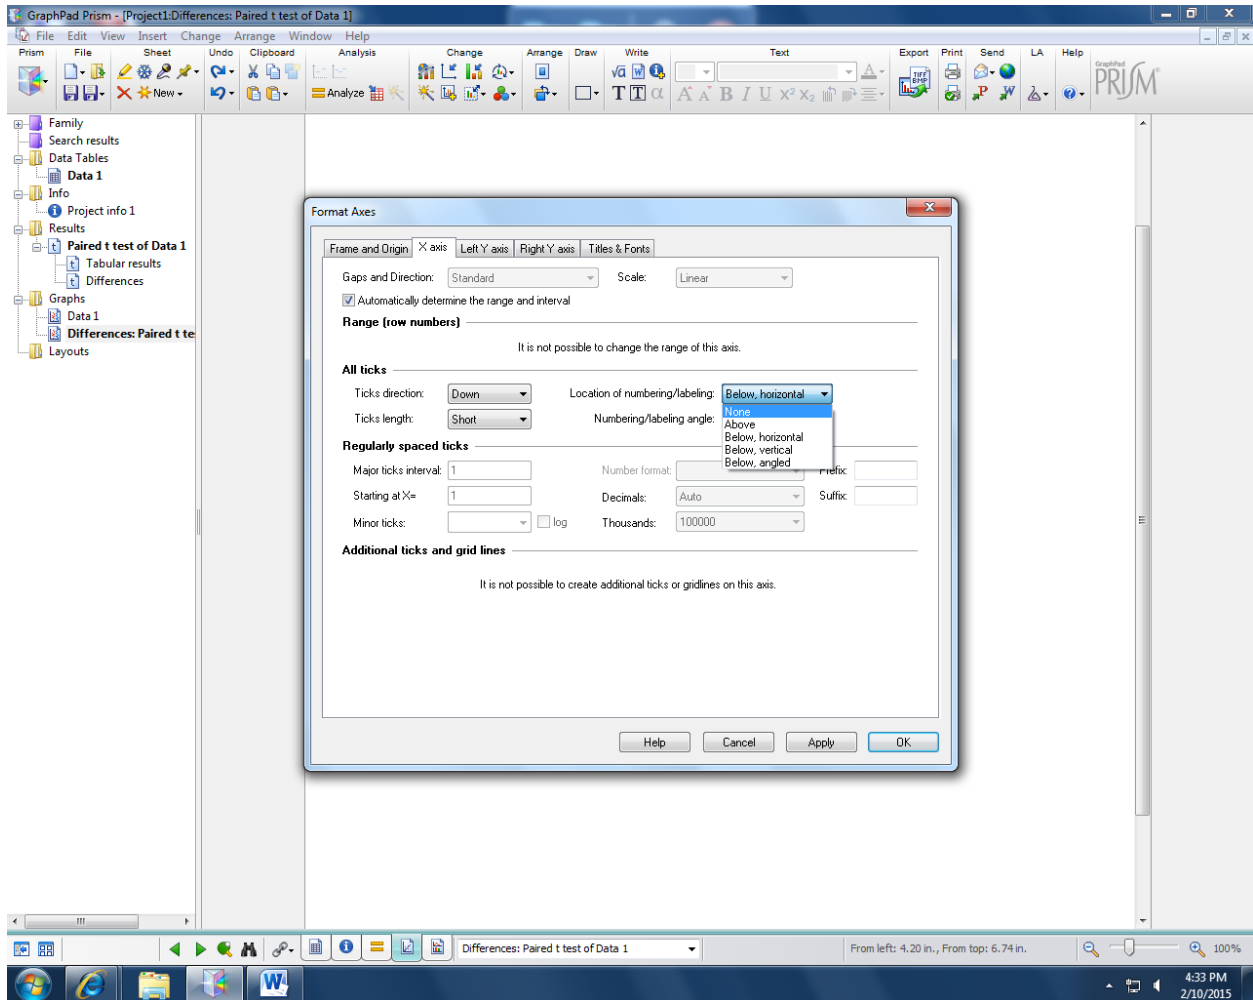 GraphPad Prism - [Project1:Differences: Paired t test of Data 1]
File Edit View Insert Change Arrange Window Help
Prism File Sheet Undo Clipboard Analysis Change Arrange Draw Write Text Export Print Send LA Help
√α
TIFF BMP
GraphPad PRISM
New
Analyze
T T α A A B I U X² X₂
P W
Family
Search results
Data Tables
Data 1
Info
Project info 1
Results
Paired t test of Data 1
Tabular results
Differences
Graphs
Data 1
Differences: Paired t te
Layouts
Format Axes
Frame and Origin X axis Left Y axis Right Y axis Titles & Fonts
Gaps and Direction: Standard Scale: Linear
Automatically determine the range and interval
Range (row numbers)
It is not possible to change the range of this axis.
All ticks
Ticks direction: Down Location of numbering/labeling: Below, horizontal
None
Ticks length: Short Numbering/labeling angle:
Above
Below, horizontal
Below, vertical
Below, angled
Regularly spaced ticks
Major ticks interval: 1 Number format: Prefix:
Starting at X= 1 Decimals: Auto Suffix:
Minor ticks: log Thousands: 100000
Additional ticks and grid lines
It is not possible to create additional ticks or gridlines on this axis.
Help Cancel Apply OK
Differences: Paired t test of Data 1
From left: 4.20 in., From top: 6.74 in.
100%
4:33 PM
2/10/2015